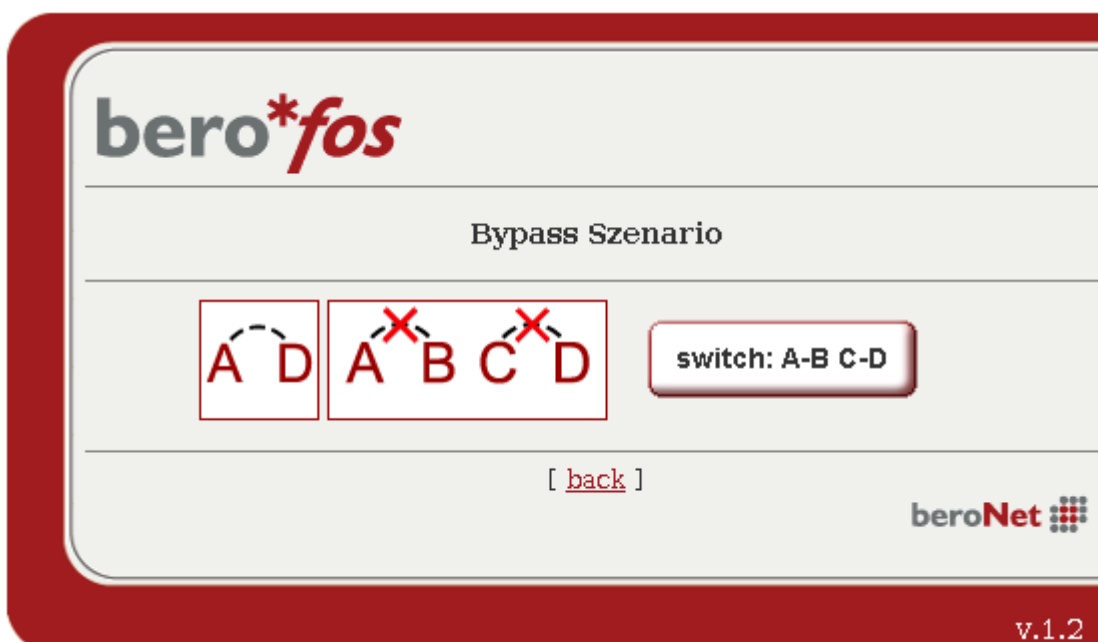 bero*fos
Bypass Szenario
A D A B C D switch: A-B C-D
[ back ]
beroNet
v.1.2